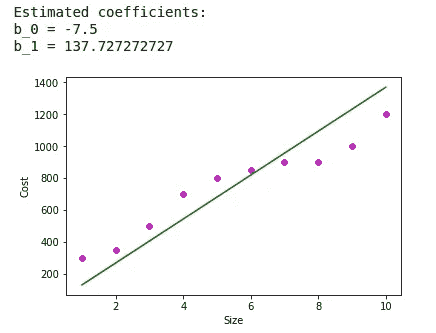 Estimated coefficients:
b_0 = -7.5
b_1 = 137.727272727
1400
1200
1000
800
600
400
200
Cost
2
4
6
8
10
Size